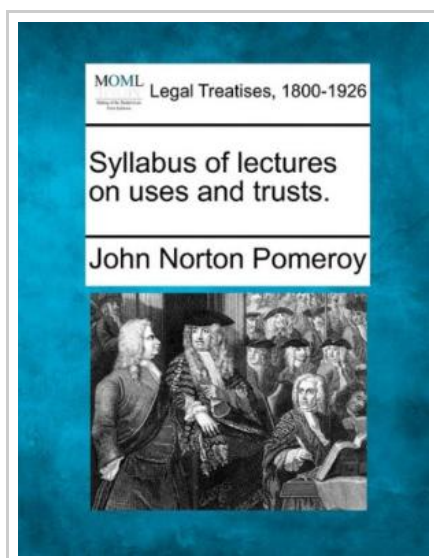 MOML
Legal Treatises, 1800-1926
Syllabus of lectures
on uses and trusts.
John Norton Pomeroy